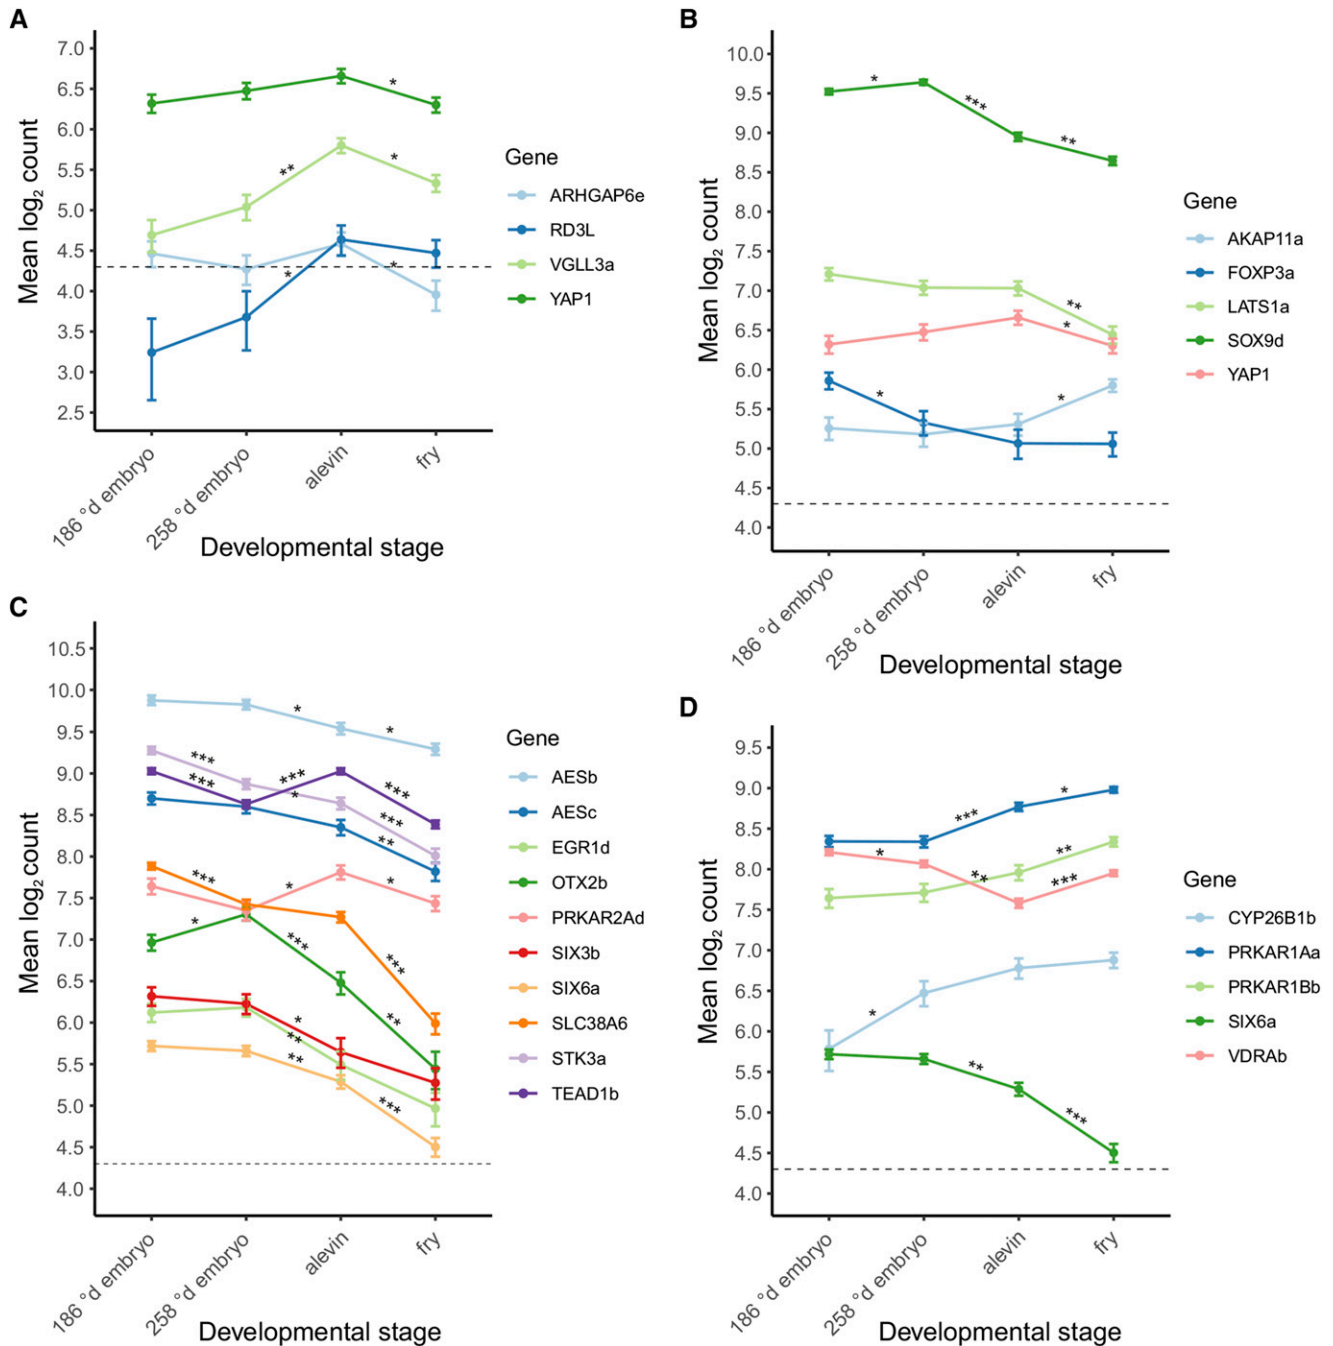 A
7.0
6.5
6.0
5.5
5.0
4.5
4.0
3.5
3.0
2.5
Mean log2 count
*
** *
* *
186 °d embryo
258 °d embryo
alevin
fry
Developmental stage
Gene
ARHGAP6e
RD3L
VGLL3a
YAP1
B
10.0
9.5
9.0
8.5
8.0
7.5
7.0
6.5
6.0
5.5
5.0
4.5
4.0
Mean log2 count
* *** **
**
*
* *
186 °d embryo
258 °d embryo
alevin
fry
Developmental stage
Gene
AKAP11a
FOXP3a
LATS1a
SOX9d
YAP1
C
10.5
10.0
9.5
9.0
8.5
8.0
7.5
7.0
6.5
6.0
5.5
5.0
4.5
4.0
Mean log2 count
* *
***
*** *** ***
* ***
**
*** * *
* *** ***
* **
**
** ***
186 °d embryo
258 °d embryo
alevin
fry
Developmental stage
Gene
AESb
AESc
EGR1d
OTX2b
PRKAR2Ad
SIX3b
SIX6a
SLC38A6
STK3a
TEAD1b
D
9.5
9.0
8.5
8.0
7.5
7.0
6.5
6.0
5.5
5.0
4.5
4.0
Mean log2 count
*** *
* **
** ***
*
** ***
186 °d embryo
258 °d embryo
alevin
fry
Developmental stage
Gene
CYP26B1b
PRKAR1Aa
PRKAR1Bb
SIX6a
VDRAb